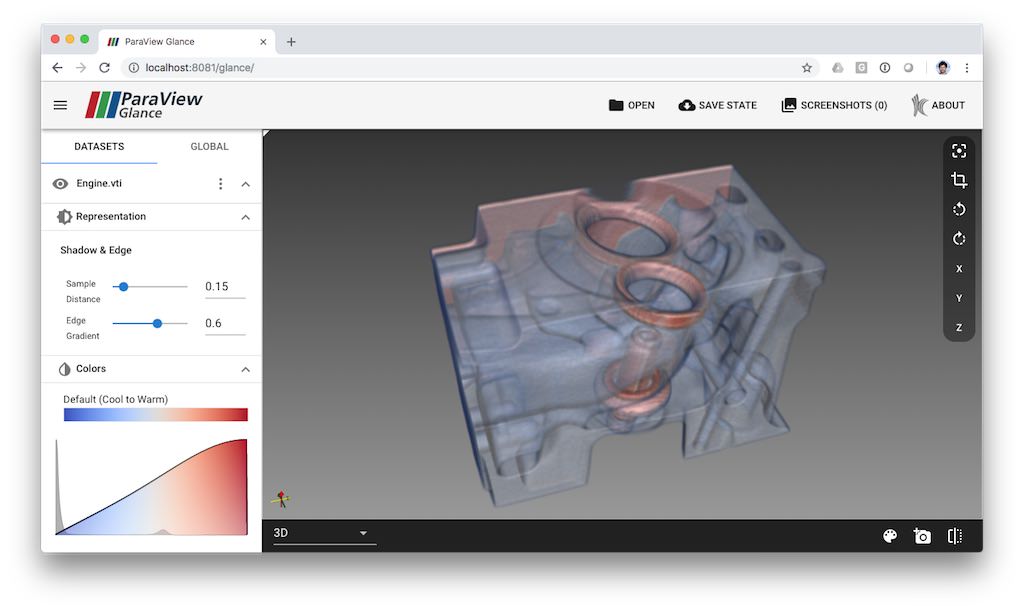 ParaView Glance
localhost:8081/glance/
ParaView
Glance
OPEN
SAVE STATE
SCREENSHOTS (0)
ABOUT
DATASETS
GLOBAL
Engine.vti
Representation
Shadow & Edge
Sample
Distance
0.15
Edge
Gradient
0.6
Colors
Default (Cool to Warm)
X
Y
Z
3D